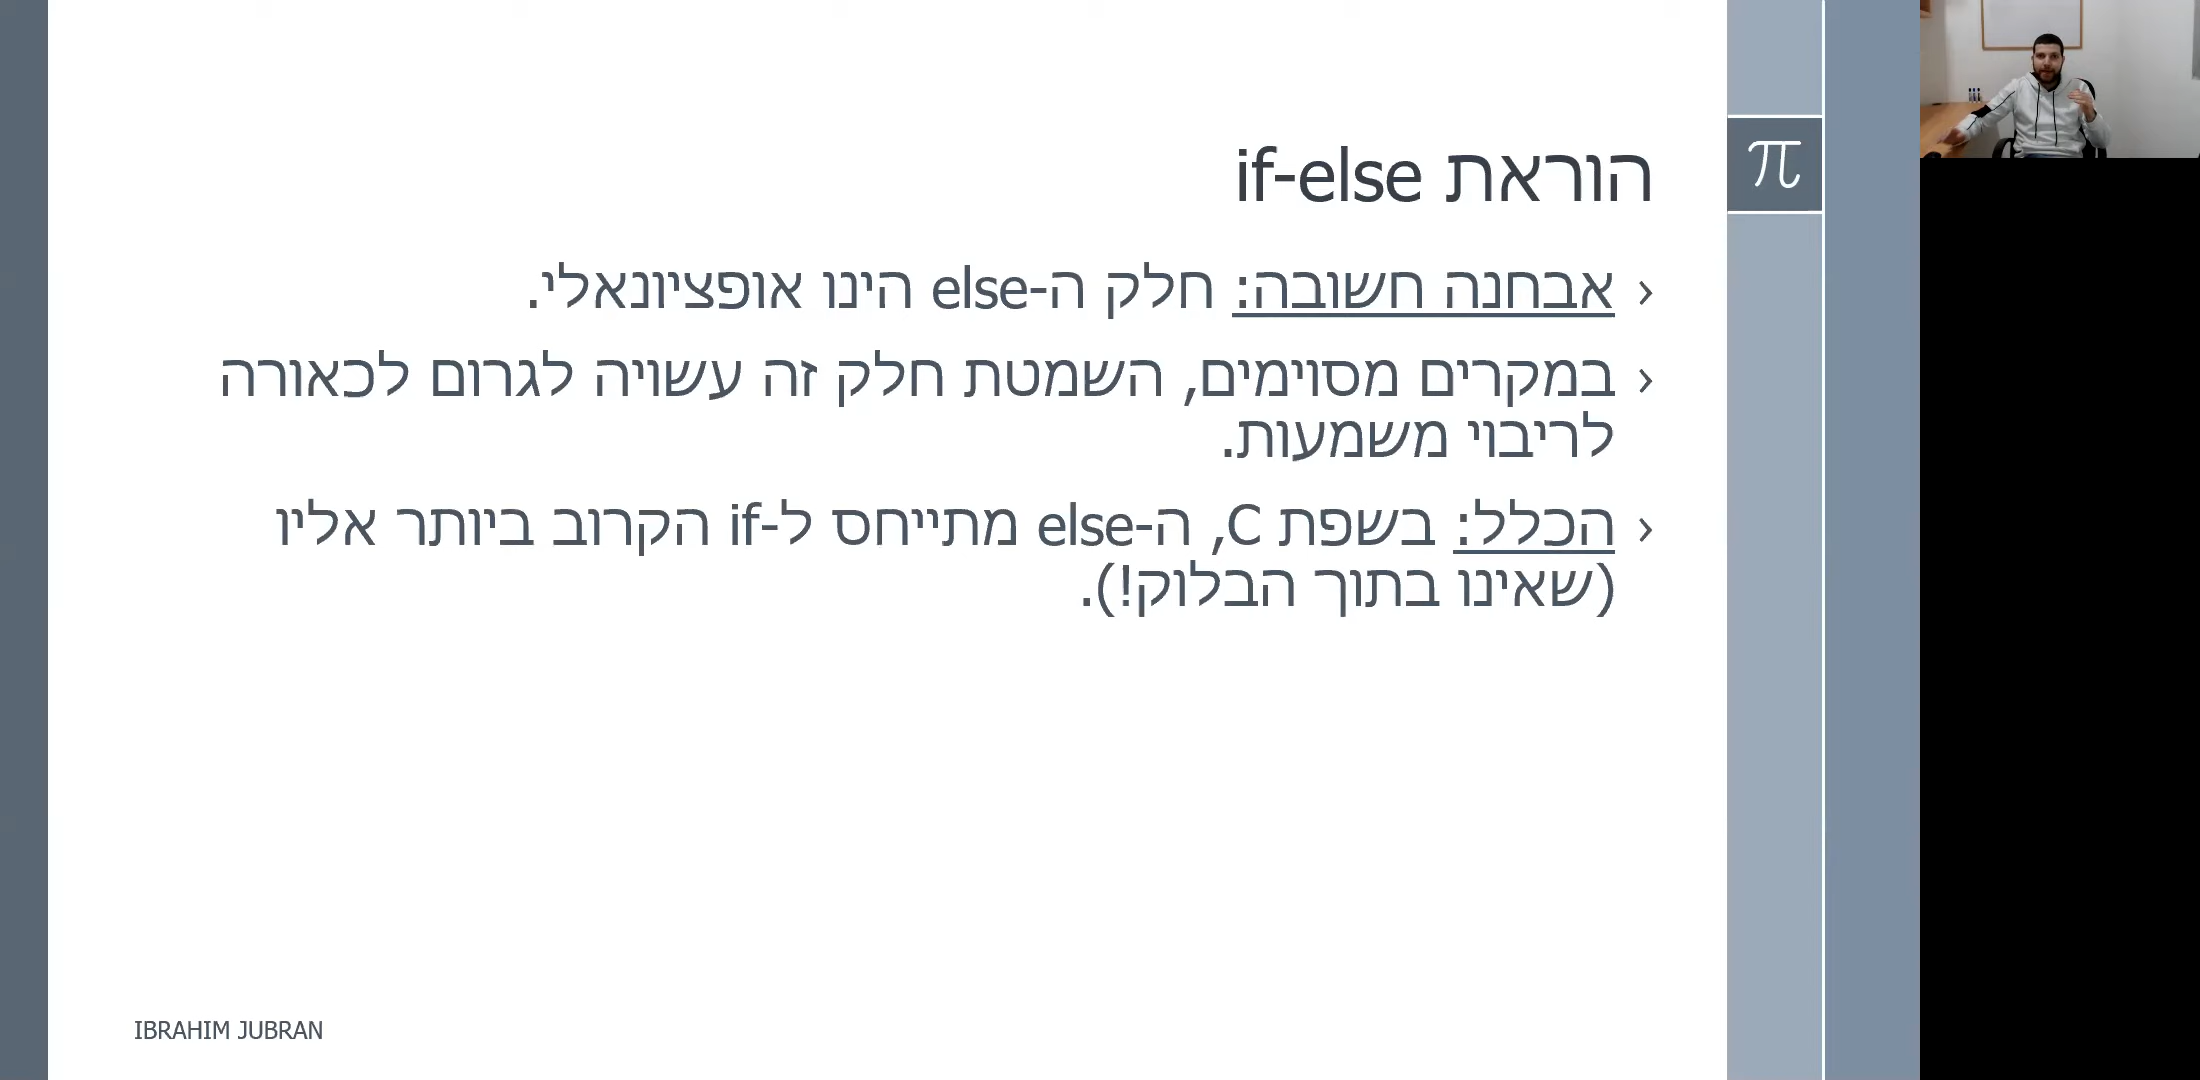 הוראת if-else
π
‹ אבחנה חשובה: חלק ה-else הינו אופציונאלי.
‹ במקרים מסוימים, השמטת חלק זה עשויה לגרום לכאורה
לריבוי משמעות.
‹ הכלל: בשפת C, ה-else מתייחס ל-if הקרוב ביותר אליו
(שאינו בתוך הבלוק!).
IBRAHIM JUBRAN